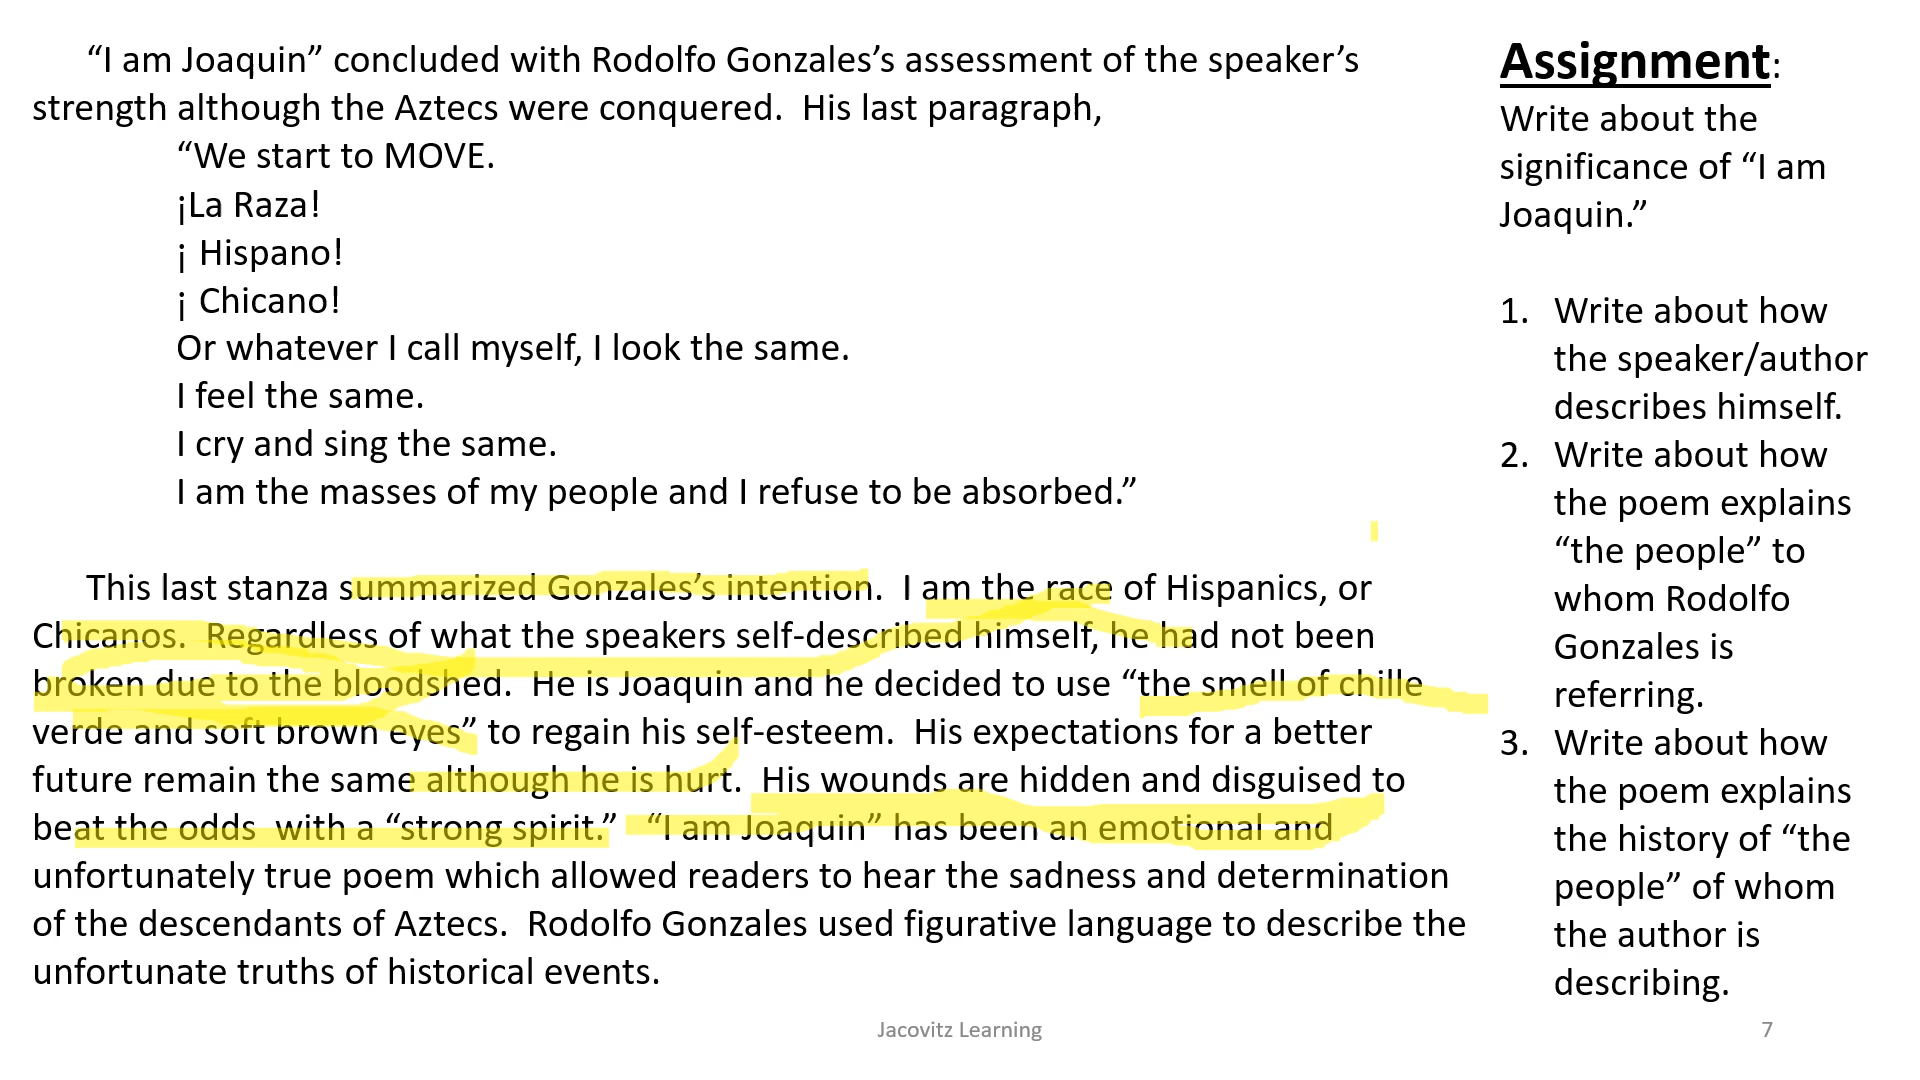 “I am Joaquin” concluded with Rodolfo Gonzales’s assessment of the speaker’s
strength although the Aztecs were conquered.  His last paragraph,
“We start to MOVE.
¡La Raza!
¡ Hispano!
¡ Chicano!
Or whatever I call myself, I look the same.
I feel the same.
I cry and sing the same.
I am the masses of my people and I refuse to be absorbed.”
This last stanza summarized Gonzales’s intention.  I am the race of Hispanics, or
Chicanos.  Regardless of what the speakers self-described himself, he had not been
broken due to the bloodshed.  He is Joaquin and he decided to use “the smell of chille
verde and soft brown eyes” to regain his self-esteem.  His expectations for a better
future remain the same although he is hurt.  His wounds are hidden and disguised to
beat the odds  with a “strong spirit.”   “I am Joaquin” has been an emotional and
unfortunately true poem which allowed readers to hear the sadness and determination
of the descendants of Aztecs.  Rodolfo Gonzales used figurative language to describe the
unfortunate truths of historical events.
Assignment:
Write about the
significance of “I am
Joaquin.”
1. Write about how
the speaker/author
describes himself.
2. Write about how
the poem explains
“the people” to
whom Rodolfo
Gonzales is
referring.
3. Write about how
the poem explains
the history of “the
people” of whom
the author is
describing.
Jacovitz Learning
7